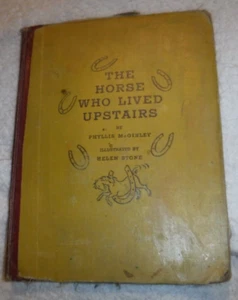 THE
HORSE
WHO LIVED
UPSTAIRS
BY
PHYLLIS McGINLEY
ILLUSTRATED BY
HELEN STONE